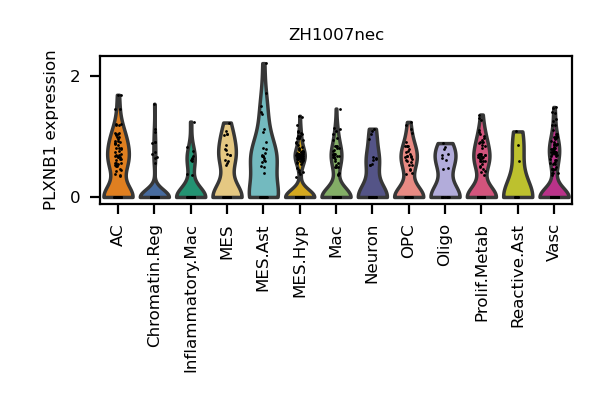 ZH1007nec
PLXNB1 expression
2
0
AC
Chromatin.Reg
Inflammatory.Mac
MES
MES.Ast
MES.Hyp
Mac
Neuron
OPC
Oligo
Prolif.Metab
Reactive.Ast
Vasc